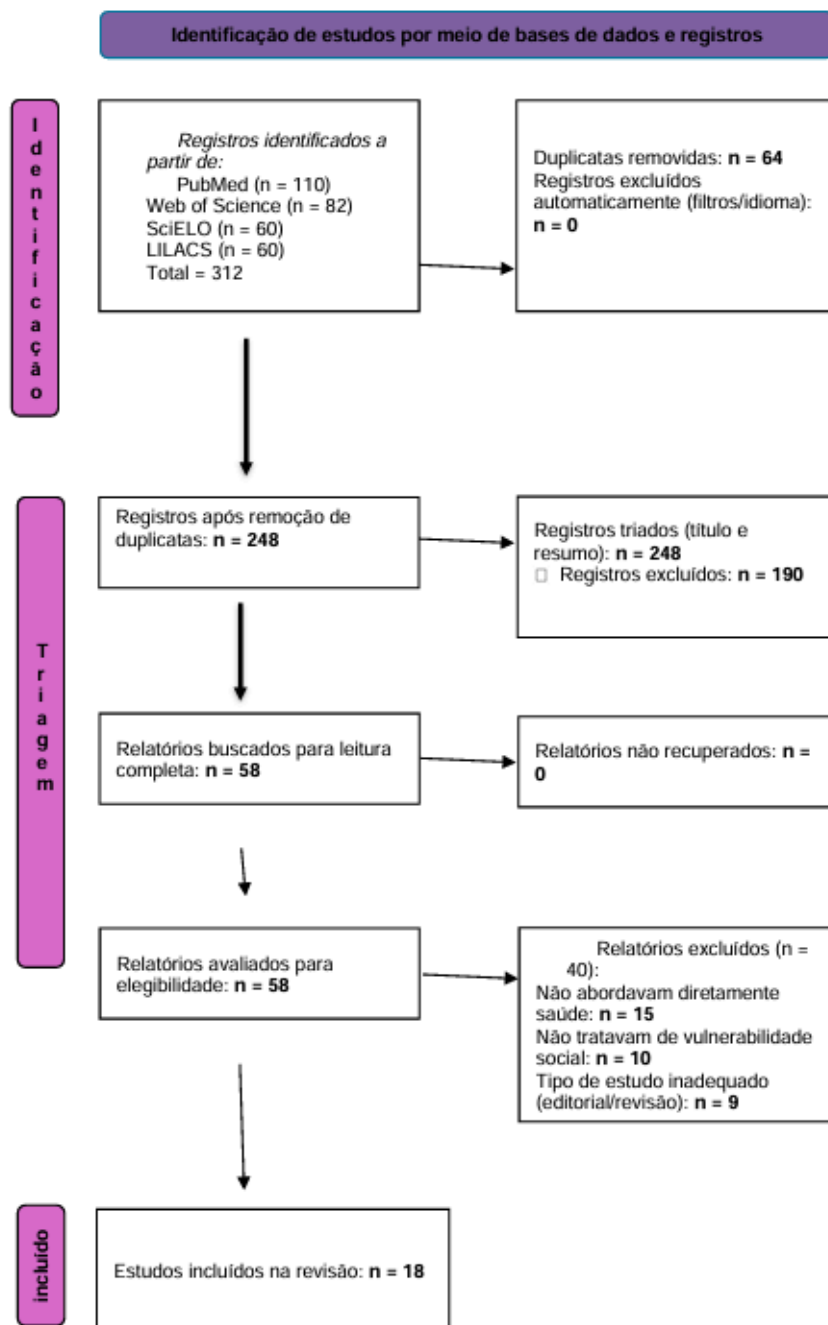 Identificação de estudos por meio de bases de dados e registros
Identificação
Registros identificados a
partir de:
PubMed (n = 110)
Web of Science (n = 82)
SciELO (n = 60)
LILACS (n = 60)
Total = 312
Duplicatas removidas: n = 64
Registros excluídos
automaticamente (filtros/idioma):
n = 0
Triagem
Registros após remoção de
duplicatas: n = 248
Registros triados (título e
resumo): n = 248
Registros excluídos: n = 190
Relatórios buscados para leitura
completa: n = 58
Relatórios não recuperados: n =
0
Relatórios avaliados para
elegibilidade: n = 58
Relatórios excluídos (n =
40):
Não abordavam diretamente
saúde: n = 15
Não tratavam de vulnerabilidade
social: n = 10
Tipo de estudo inadequado
(editorial/revisão): n = 9
incluído
Estudos incluídos na revisão: n = 18